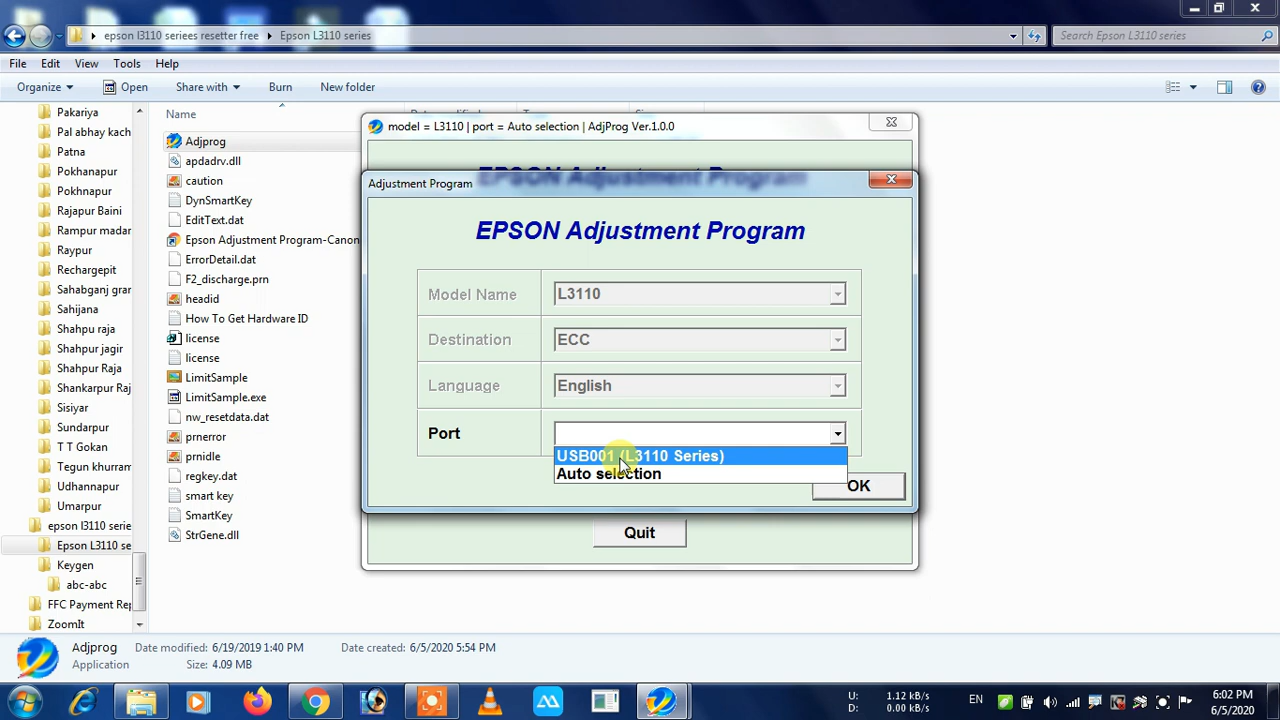 epson l3110 seriees resetter free ▸ Epson L3110 series
Search Epson L3110 series
File Edit View Tools Help
Organize Open Share with Burn New folder
Pakariya
Pal abhay kach
Patna
Pokhanapur
Pokhnapur
Rajapur Baini
Rampur madar
Raypur
Rechargepit
Sahabganj gran
Sahijana
Shahpu raja
Shahpur jagir
Shahpur Raja
Shankarpur Raj
Sisiyar
Sundarpur
T T Gokan
Tegun khurram
Udhannapur
Umarpur
epson l3110 serie
Epson L3110 se
Keygen
abc-abc
FFC Payment Rep
ZoomIt
Name
Adjprog
apdadrv.dll
caution
DynSmartKey
EditText.dat
Epson Adjustment Program-Canon
ErrorDetail.dat
F2_discharge.prn
headid
How To Get Hardware ID
license
license
LimitSample
LimitSample.exe
nw_resetdata.dat
prnerror
prnidle
regkey.dat
smart key
SmartKey
StrGene.dll
model = L3110 | port = Auto selection | AdjProg Ver.1.0.0
Adjustment Program
EPSON Adjustment Program
Model Name L3110
Destination ECC
Language English
Port
USB001 (L3110 Series)
Auto selection
OK
Quit
Adjprog Date modified: 6/19/2019 1:40 PM Date created: 6/5/2020 5:54 PM
Application Size: 4.09 MB
U: 1.12 kB/s
D: 0.00 kB/s
EN
6:02 PM
6/5/2020